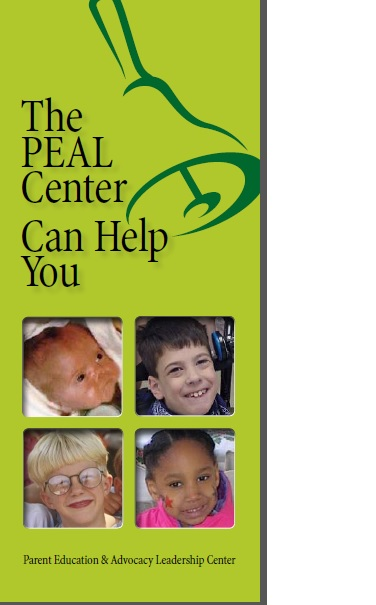 The
PEAL
Center
Can Help
You
Parent Education & Advocacy Leadership Center